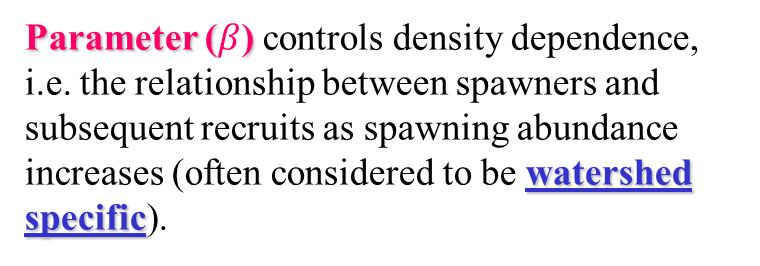 Parameter (β) controls density dependence,
i.e. the relationship between spawners and
subsequent recruits as spawning abundance
increases (often considered to be watershed
specific).